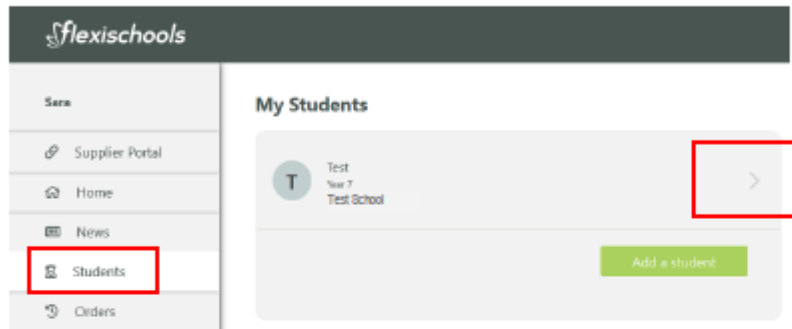 flexischools
Sara
My Students
Supplier Portal
Home
News
Students
Orders
T
Test
Year 7
Test School
Add a student